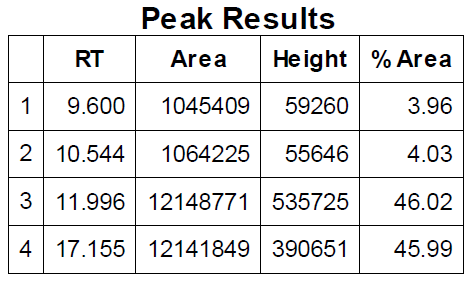 Peak Results
RT Area Height % Area
1 9.600 1045409 59260 3.96
2 10.544 1064225 55646 4.03
3 11.996 12148771 535725 46.02
4 17.155 12141849 390651 45.99